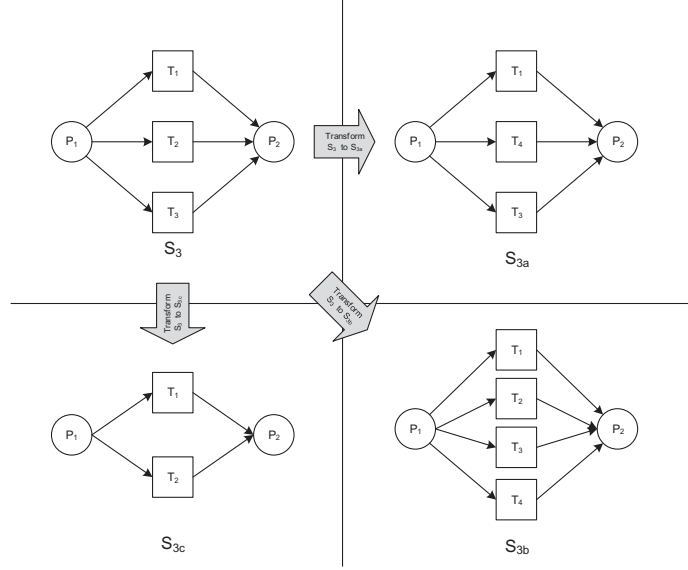 T1
P1
T2
P2
T3
S3
Transform
S3 to S3a
T1
P1
T4
P2
T3
S3a
Transform
S3 to S3c
Transform
S3 to S3b
T1
P1
P2
T2
S3c
T1
T2
P1
P2
T3
T4
S3b